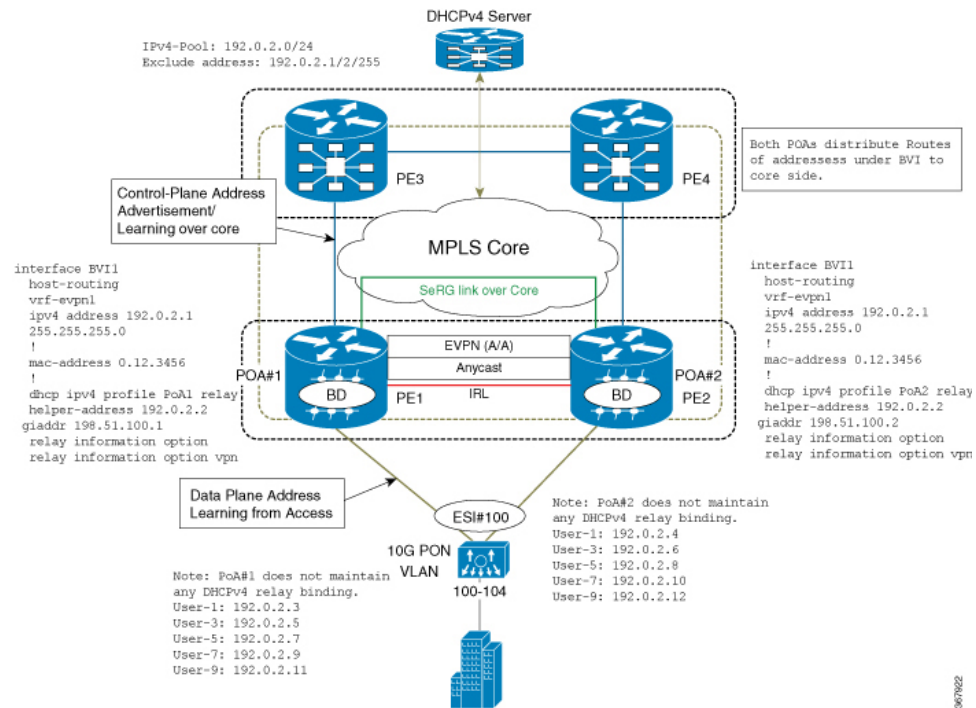 DHCPv4 Server
IPv4-Pool: 192.0.2.0/24
Exclude address: 192.0.2.1/2/255
PE3
PE4
Both POAs distribute Routes
of addressess under BVI to
core side.
Control-Plane Address
Advertisement/
Learning over core
MPLS Core
SeRG link over Core
interface BVI1
host-routing
vrf-evpn1
ipv4 address 192.0.2.1
255.255.255.0
!
mac-address 0.12.3456
!
dhcp ipv4 profile PoA1 relay
helper-address 192.0.2.2
giaddr 198.51.100.1
relay information option
relay information option vpn
POA#1
BD
PE1
EVPN (A/A)
Anycast
IRL
POA#2
BD
PE2
interface BVI1
host-routing
vrf-evpn1
ipv4 address 192.0.2.1
255.255.255.0
!
mac-address 0.12.3456
!
dhcp ipv4 profile PoA2 relay
helper-address 192.0.2.2
giaddr 198.51.100.2
relay information option
relay information option vpn
Data Plane Address
Learning from Access
ESI#100
10G PON
VLAN
100-104
Note: PoA#1 does not maintain
any DHCPv4 relay binding.
User-1: 192.0.2.3
User-3: 192.0.2.5
User-5: 192.0.2.7
User-7: 192.0.2.9
User-9: 192.0.2.11
Note: PoA#2 does not maintain
any DHCPv4 relay binding.
User-1: 192.0.2.4
User-3: 192.0.2.6
User-5: 192.0.2.8
User-7: 192.0.2.10
User-9: 192.0.2.12
367922